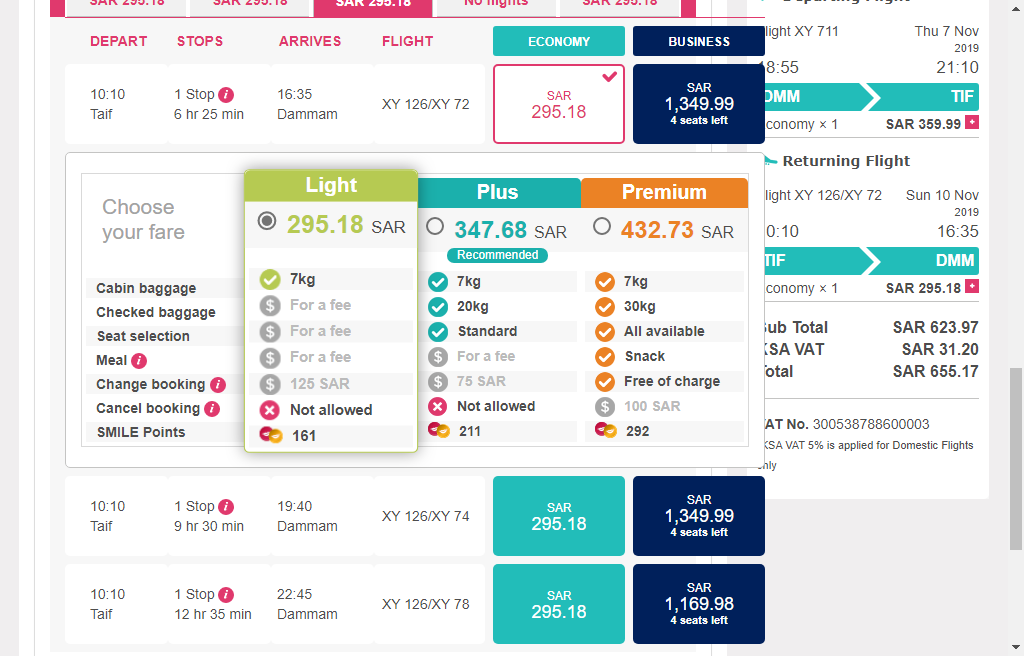 SAR 295.18
SAR 295.18
SAR 295.18
No flights
SAR 295.18
DEPART STOPS ARRIVES FLIGHT ECONOMY BUSINESS
10:10 1 Stop i 16:35
Taif 6 hr 25 min Dammam
XY 126/XY 72
SAR
295.18
SAR
1,349.99
4 seats left
Choose
your fare
Light Plus Premium
295.18 SAR 347.68 SAR 432.73 SAR
Recommended
Cabin baggage 7kg 7kg 7kg
Checked baggage $ For a fee 20kg 30kg
Seat selection $ For a fee Standard All available
Meal i $ For a fee $ For a fee Snack
Change booking i $ 125 SAR $ 75 SAR Free of charge
Cancel booking i Not allowed Not allowed $ 100 SAR
SMILE Points 161 211 292
10:10 1 Stop i 19:40
Taif 9 hr 30 min Dammam
XY 126/XY 74
SAR
295.18
SAR
1,349.99
4 seats left
10:10 1 Stop i 22:45
Taif 12 hr 35 min Dammam
XY 126/XY 78
SAR
295.18
SAR
1,169.98
4 seats left
Departing Flight
light XY 711 Thu 7 Nov
2019
8:55 21:10
DMM TIF
conomy × 1 SAR 359.99 +
Returning Flight
light XY 126/XY 72 Sun 10 Nov
2019
0:10 16:35
TIF DMM
conomy × 1 SAR 295.18 +
ub Total SAR 623.97
KSA VAT SAR 31.20
otal SAR 655.17
VAT No. 300538788600003
KSA VAT 5% is applied for Domestic Flights
only